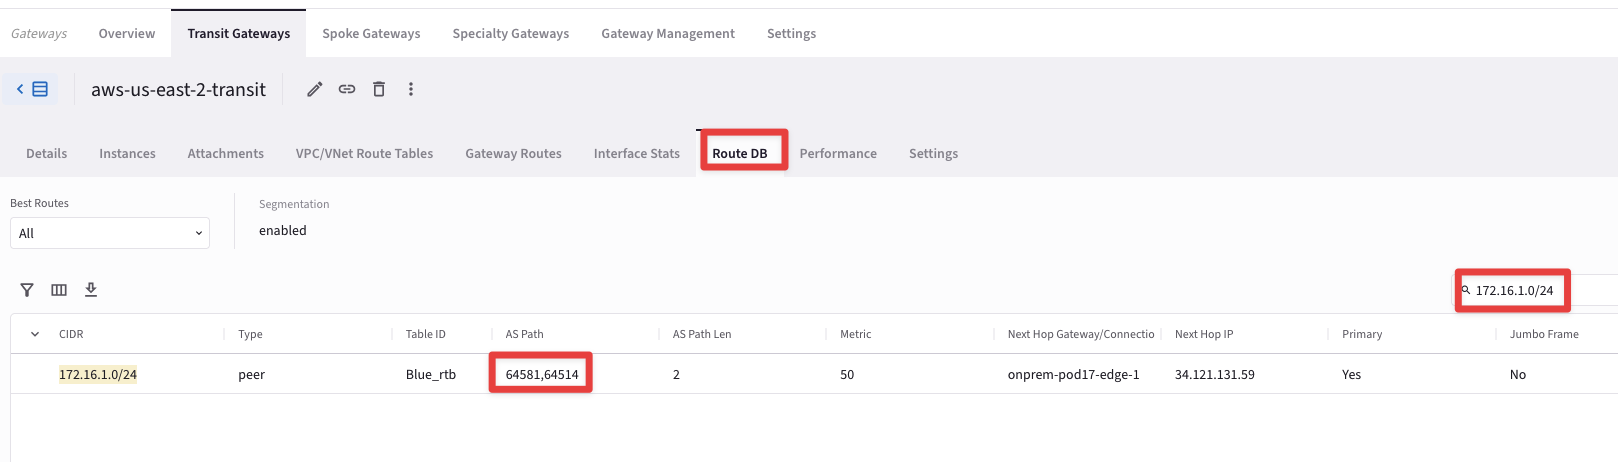 Gateways Overview Transit Gateways Spoke Gateways Specialty Gateways Gateway Management Settings
aws-us-east-2-transit
Details Instances Attachments VPC/VNet Route Tables Gateway Routes Interface Stats Route DB Performance Settings
Best Routes Segmentation
All enabled
172.16.1.0/24
CIDR Type Table ID AS Path AS Path Len Metric Next Hop Gateway/Connectio Next Hop IP Primary Jumbo Frame
172.16.1.0/24 peer Blue_rtb 64581,64514 2 50 onprem-pod17-edge-1 34.121.131.59 Yes No